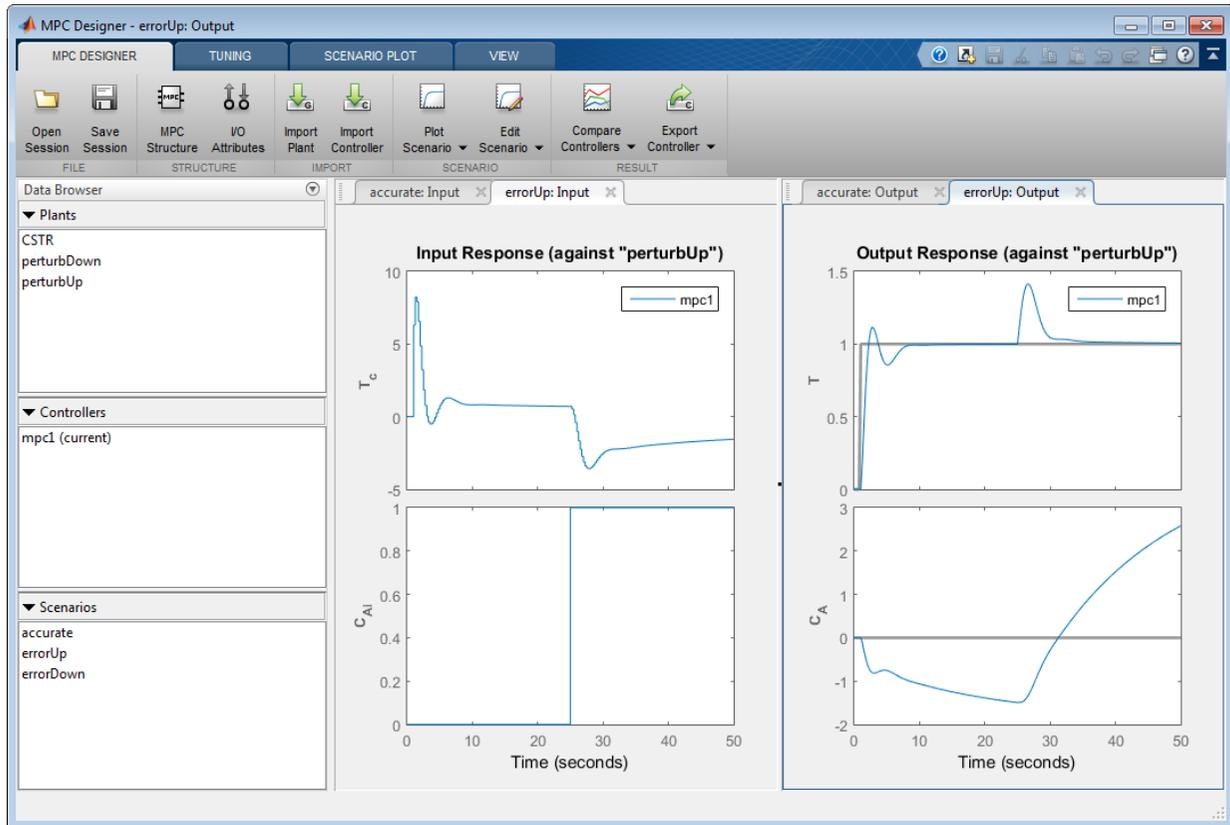 MPC Designer - errorUp: Output
MPC DESIGNER TUNING SCENARIO PLOT VIEW
Open Session
Save Session
MPC Structure
I/O Attributes
Import Plant
Import Controller
Plot Scenario
Edit Scenario
Compare Controllers
Export Controller
FILE STRUCTURE IMPORT SCENARIO RESULT
Data Browser
Plants
CSTR
perturbDown
perturbUp
Controllers
mpc1 (current)
Scenarios
accurate
errorUp
errorDown
accurate: Input errorUp: Input
Input Response (against "perturbUp")
mpc1
10
5
0
-5
Tc
1
0.8
0.6
0.4
0.2
0
CAi
0 10 20 30 40 50
Time (seconds)
accurate: Output errorUp: Output
Output Response (against "perturbUp")
mpc1
1.5
1
0.5
0
T
3
2
1
0
-1
-2
CA
0 10 20 30 40 50
Time (seconds)